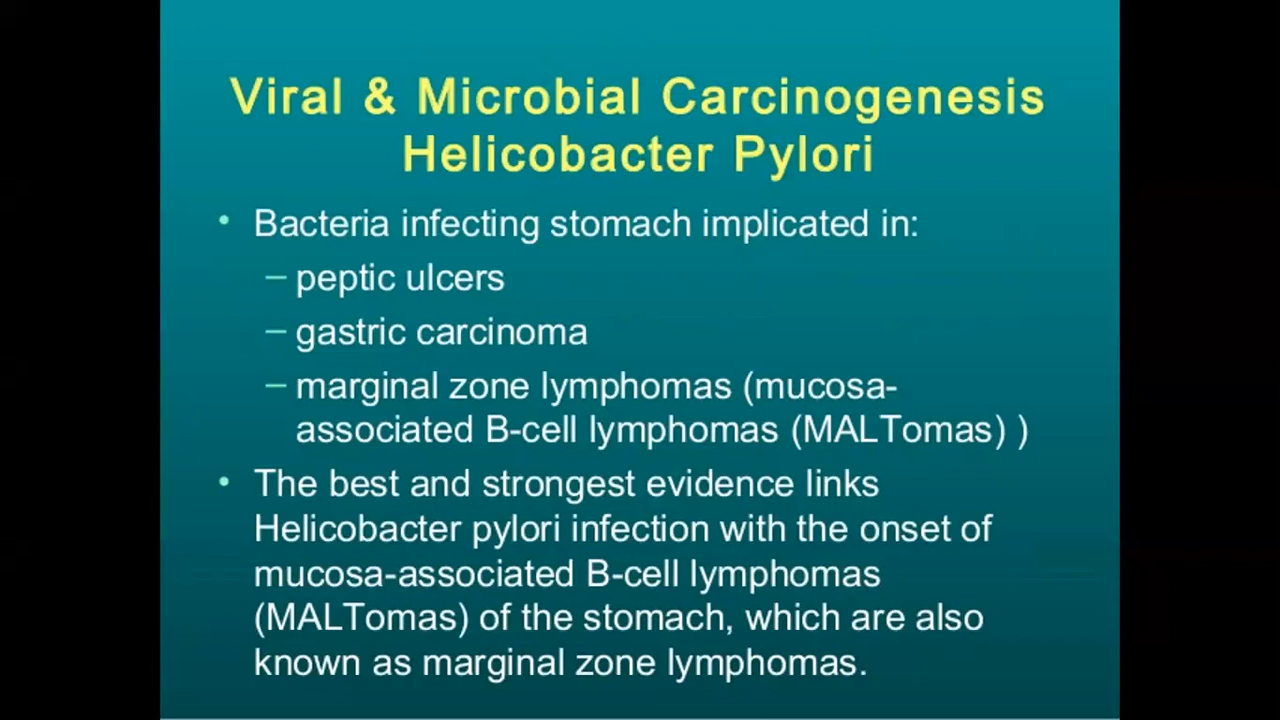 Viral & Microbial Carcinogenesis
Helicobacter Pylori
• Bacteria infecting stomach implicated in:
– peptic ulcers
– gastric carcinoma
– marginal zone lymphomas (mucosa-
associated B-cell lymphomas (MALTomas) )
• The best and strongest evidence links
Helicobacter pylori infection with the onset of
mucosa-associated B-cell lymphomas
(MALTomas) of the stomach, which are also
known as marginal zone lymphomas.